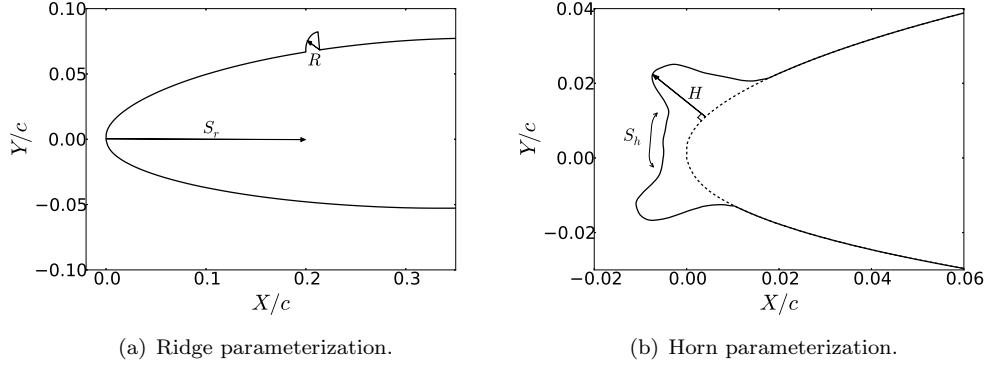 0.10
0.05
0.00
−0.05
−0.10
0.0
0.1
0.2
0.3
X/c
Y/c
R
S_r
(a) Ridge parameterization.
0.04
0.02
0.00
−0.02
−0.02
0.00
0.02
0.04
0.06
X/c
Y/c
H
S_h
(b) Horn parameterization.